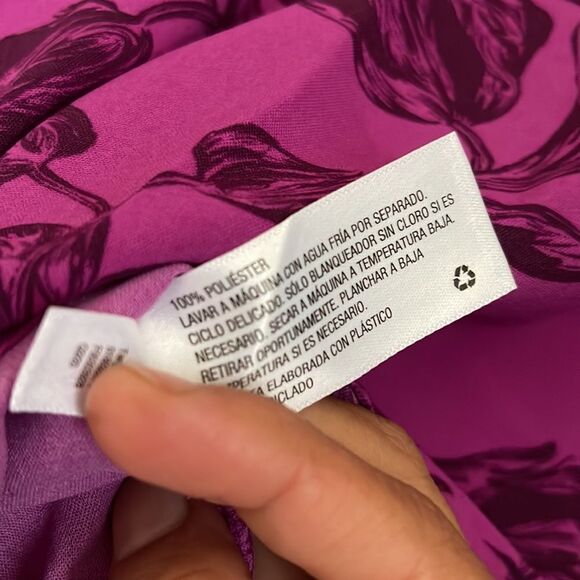 100% POLIÉSTER
LAVAR A MÁQUINA CON AGUA FRÍA POR SEPARADO.
CICLO DELICADO. SÓLO BLANQUEADOR SIN CLORO SI ES
NECESARIO. SECAR A MÁQUINA A TEMPERATURA BAJA.
RETIRAR OPORTUNAMENTE. PLANCHAR A BAJA
TEMPERATURA SI ES NECESARIO.
ELABORADA CON PLÁSTICO